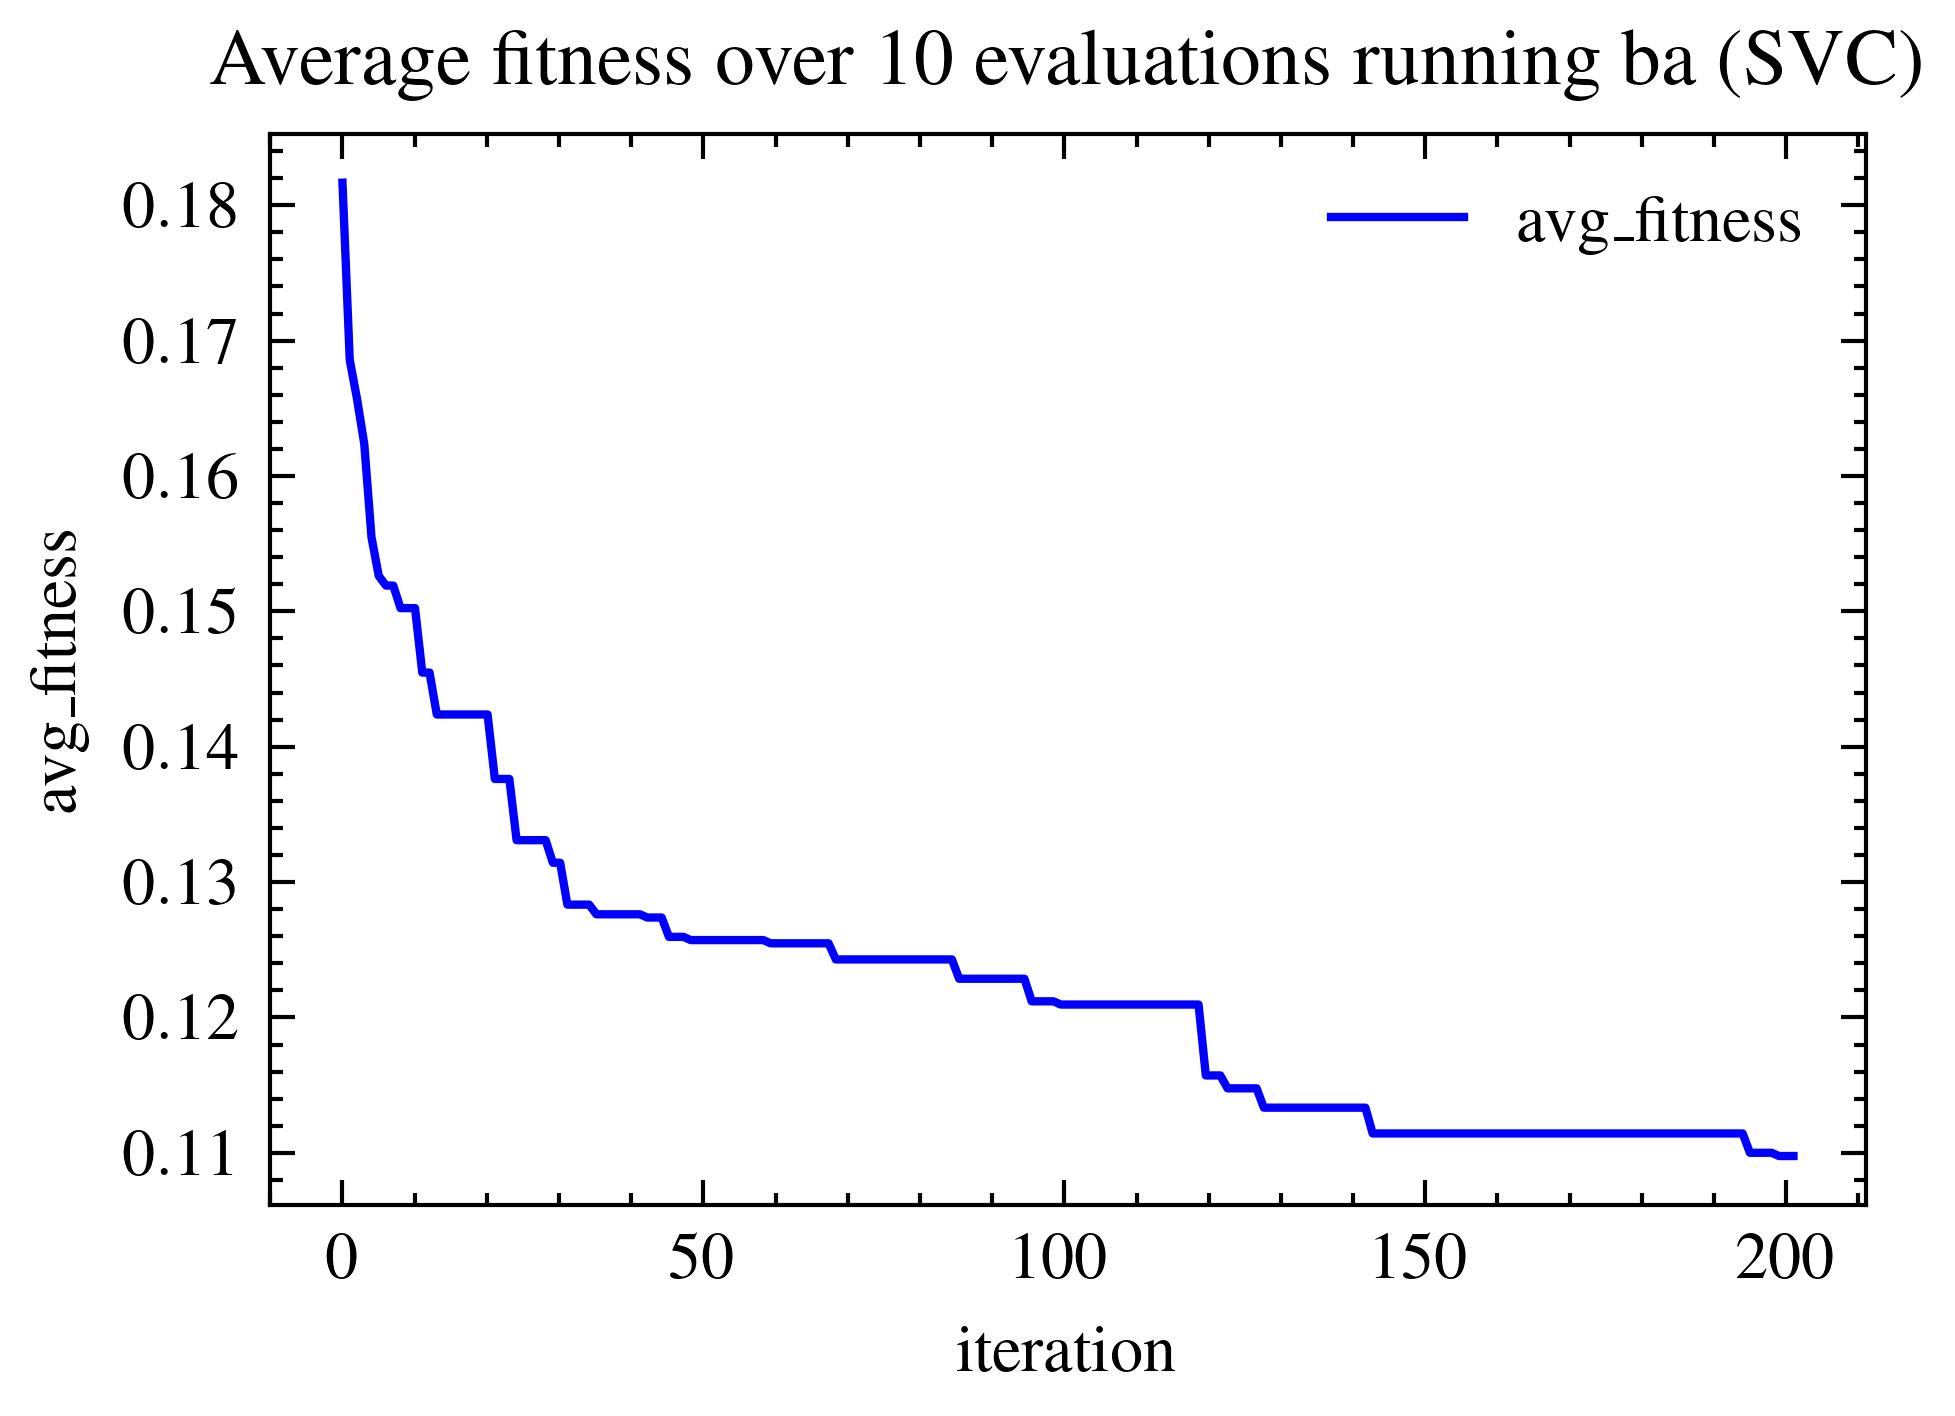 Average fitness over 10 evaluations running ba (SVC)
avg_fitness
0.18
0.17
0.16
0.15
0.14
0.13
0.12
0.11
avg_fitness
0 50 100 150 200
iteration